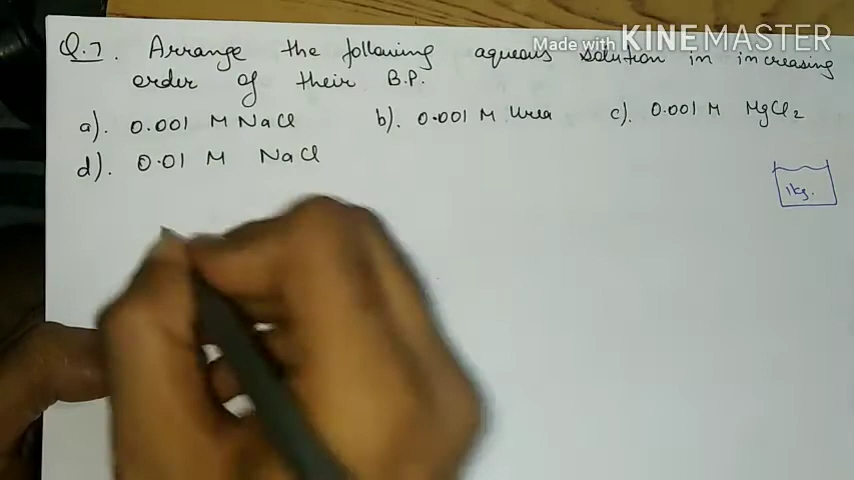 Made with KINEMASTER
Q.7. Arrange the following aqueous solution in increasing
order of their B.P.
a). 0.001 M NaCl b). 0.001 M Urea c). 0.001 M MgCl2
d). 0.01 M NaCl
1kg.